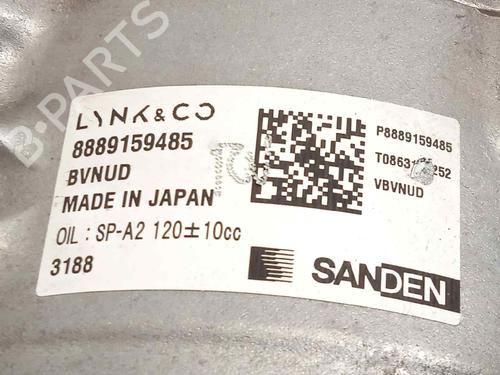 LYNK & CO
8889159485
BVNUD
MADE IN JAPAN
OIL : SP-A2 120±10cc
3188
P8889159485
VBVNUD
SANDEN
B-PARTS